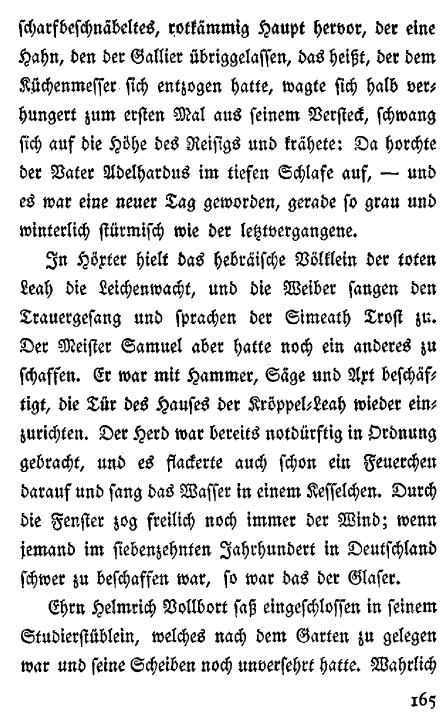 scharfbeschnäbeltes, rotkämmig Haupt hervor, der eine
Hahn, den der Gallier übriggelassen, das heißt, der dem
Küchenmesser sich entzogen hatte, wagte sich halb ver-
hungert zum ersten Mal aus seinem Versteck, schwang
sich auf die Höhe des Reisigs und krähete: Da horchte
der Vater Adelhardus im tiefen Schlafe auf, — und
es war eine neuer Tag geworden, gerade so grau und
winterlich stürmisch wie der letztvergangene.
In Höxter hielt das hebräische Völklein der toten
Leah die Leichenwacht, und die Weiber sangen den
Trauergesang und sprachen der Simeath Trost zu.
Der Meister Samuel aber hatte noch ein anderes zu
schaffen. Er war mit Hammer, Säge und Axt beschäf-
tigt, die Tür des Hauses der Kröppel-Leah wieder ein-
zurichten. Der Herd war bereits notdürftig in Ordnung
gebracht, und es flackerte auch schon ein Feuerchen
darauf und sang das Wasser in einem Kesselchen. Durch
die Fenster zog freilich noch immer der Wind; wenn
jemand im siebenzehnten Jahrhundert in Deutschland
schwer zu beschaffen war, so war das der Glaser.
Ehrn Helmrich Vollbort saß eingeschlossen in seinem
Studierstüblein, welches nach dem Garten zu gelegen
war und seine Scheiben noch unversehrt hatte. Wahrlich
165